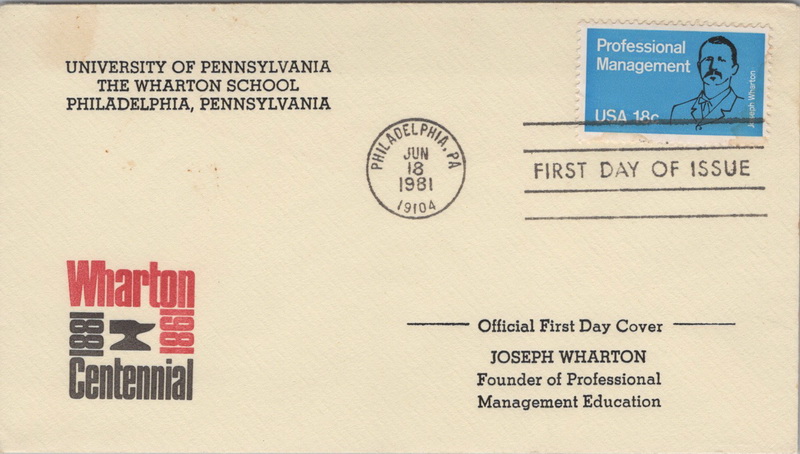 UNIVERSITY OF PENNSYLVANIA
THE WHARTON SCHOOL
PHILADELPHIA, PENNSYLVANIA
Professional
Management
USA 18c
Joseph Wharton
PHILADELPHIA, PA
JUN
18
1981
19104
FIRST DAY OF ISSUE
Wharton
1881
1981
Centennial
Official First Day Cover
JOSEPH WHARTON
Founder of Professional
Management Education